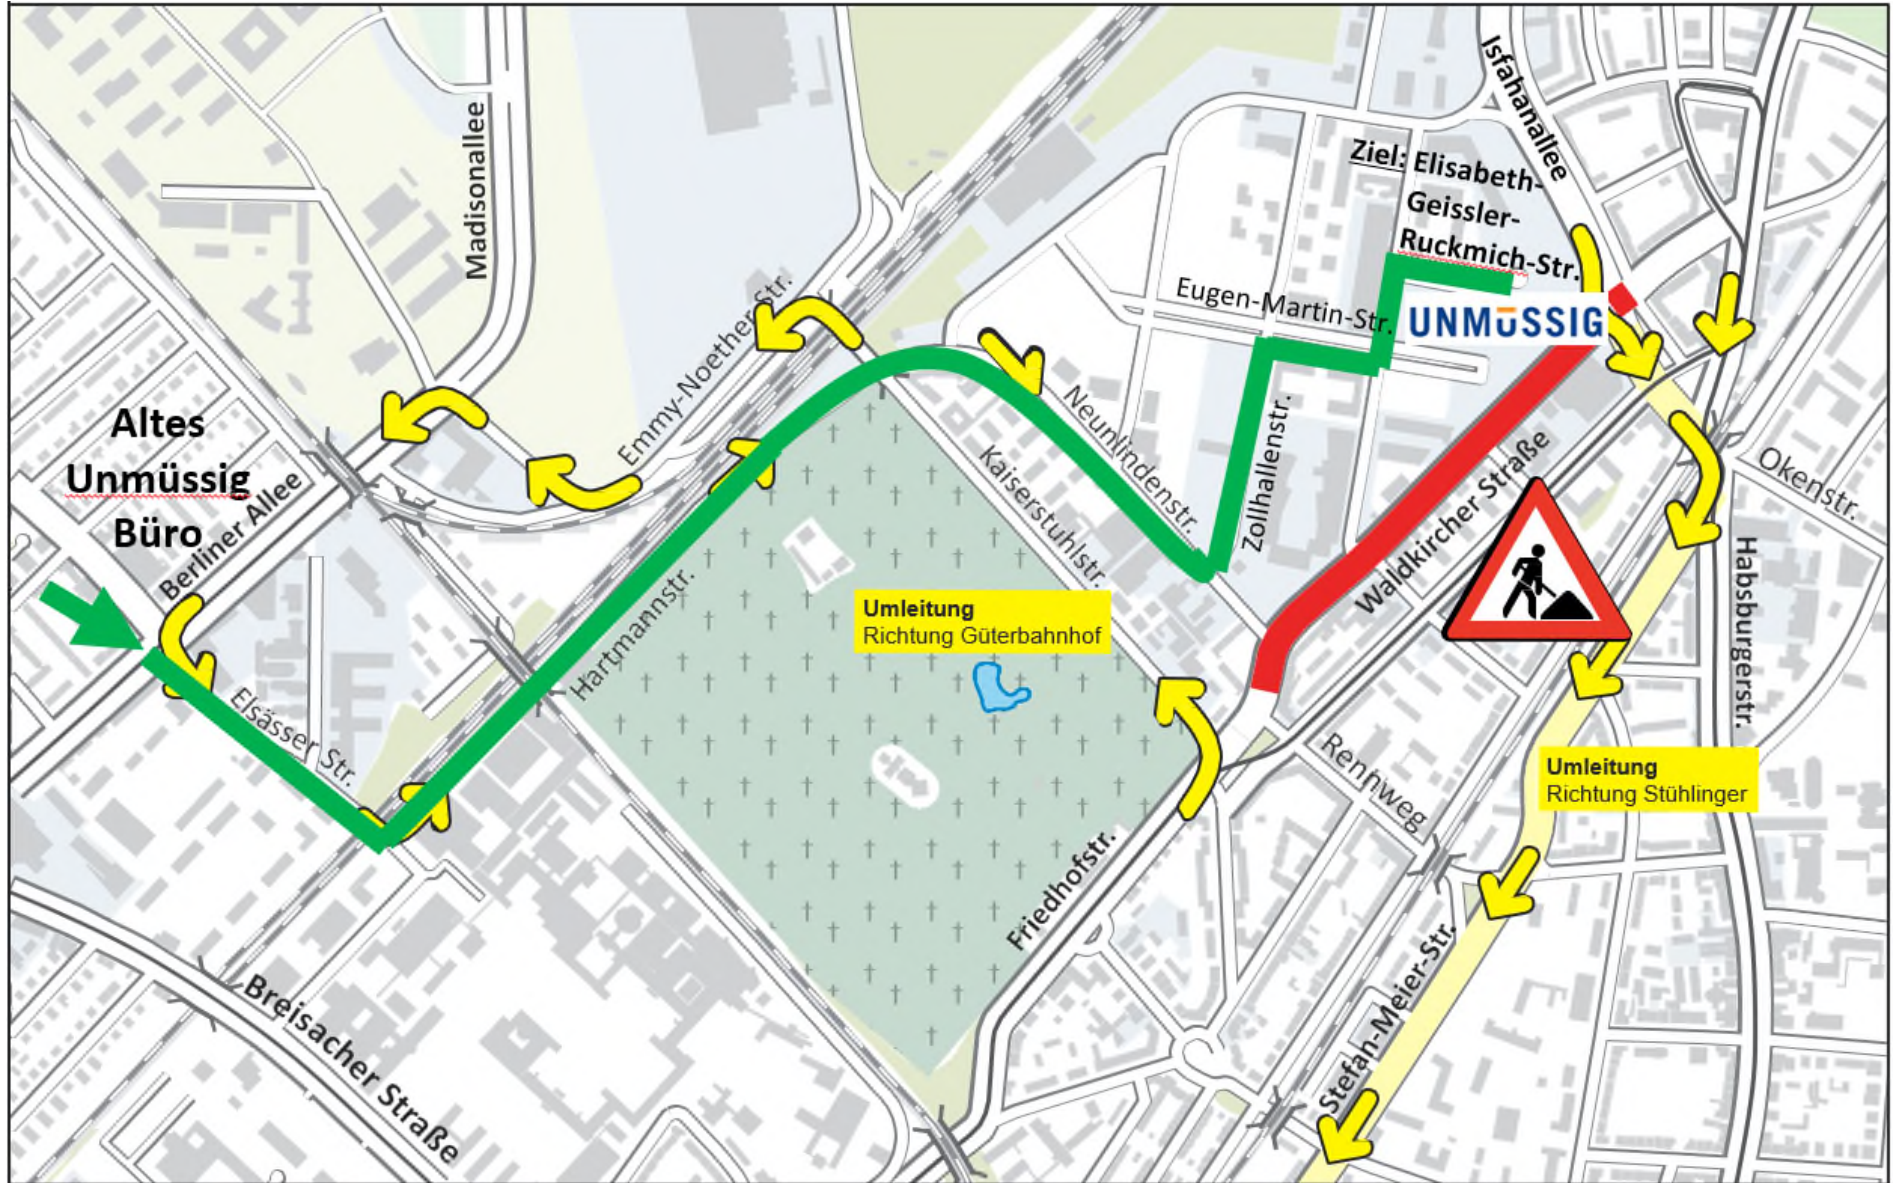 Isfahanallee
Madisonallee
Ziel: Elisabeth-
Geissler-
Ruckmich-Str.
Eugen-Martin-Str.
UNMÜSSIG
Emmy-Noether-Str.
Altes
Unmüssig
Büro
Berliner Allee
Neunlindenstr.
Kaiserstuhlstr.
Zollhallenstr.
Waldkircher Straße
Okenstr.
Habsburgerstr.
Hartmannstr.
Umleitung
Richtung Güterbahnhof
Elsässer Str.
Rennweg
Umleitung
Richtung Stühlinger
Friedhofstr.
Stefan-Meier-Str.
Breisacher Straße